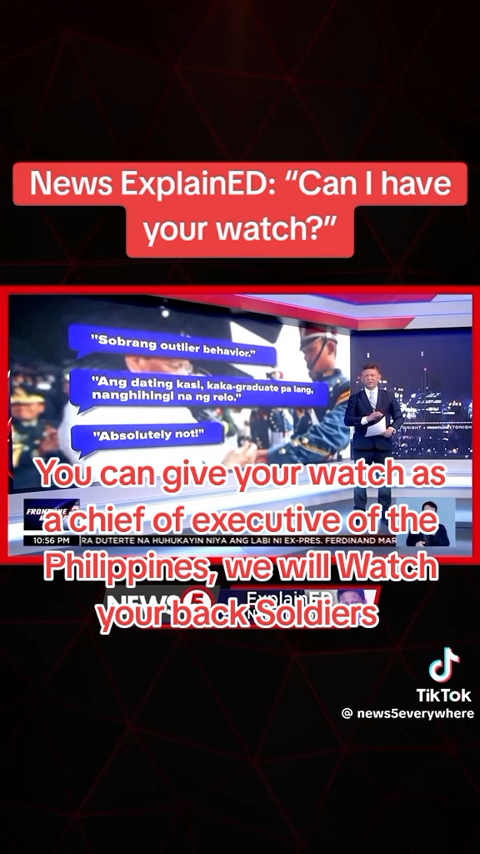 News ExplainED: “Can I have
your watch?”
"Sobrang outlier behavior."
"Ang dating kasi, kaka-graduate pa lang,
nanghihingi na ng relo."
"Absolutely not!"
You can give your watch as
a chief of executive of the
Philippines, we will Watch
your back Soldiers
10:56 PM
RA DUTERTE NA HUHUKAYIN NIYA ANG LABI NI EX-PRES. FERDINAND MAR
NEWS5
ExplainED
TikTok
@ news5everywhere